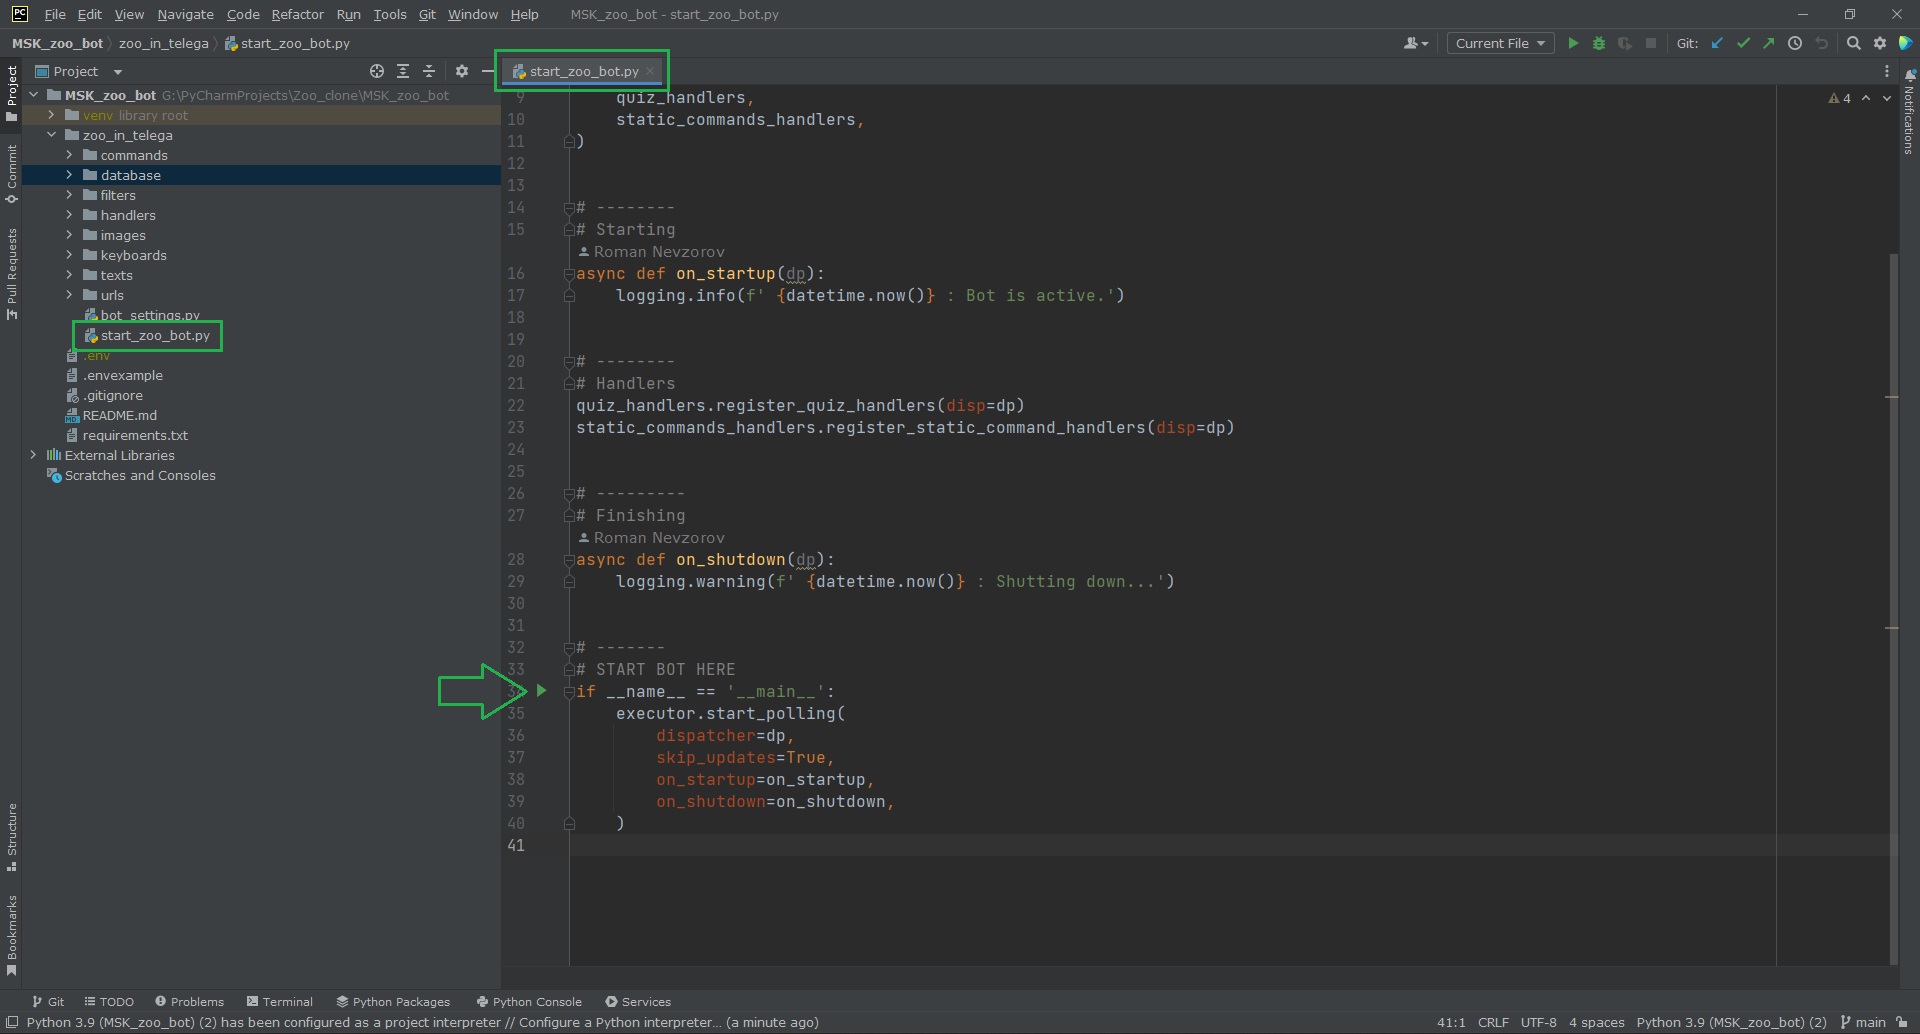 PC File Edit View Navigate Code Refactor Run Tools Git Window Help MSK_zoo_bot - start_zoo_bot.py
MSK_zoo_bot zoo_in_telega start_zoo_bot.py Current File Git:
Project start_zoo_bot.py
Project
Commit
Pull Requests
Structure
Bookmarks
MSK_zoo_bot G:\PyCharmProjects\Zoo_clone\MSK_zoo_bot
venv library root
zoo_in_telega
commands
database
filters
handlers
images
keyboards
texts
urls
bot_settings.py
start_zoo_bot.py
.env
.envexample
.gitignore
README.md
requirements.txt
External Libraries
Scratches and Consoles
9 quiz_handlers,
10 static_commands_handlers,
11 )
12
13
14 # --------
15 # Starting
Roman Nevzorov
16 async def on_startup(dp):
17 logging.info(f' {datetime.now()} : Bot is active.')
18
19
20 # --------
21 # Handlers
22 quiz_handlers.register_quiz_handlers(disp=dp)
23 static_commands_handlers.register_static_command_handlers(disp=dp)
24
25
26 # ---------
27 # Finishing
Roman Nevzorov
28 async def on_shutdown(dp):
29 logging.warning(f' {datetime.now()} : Shutting down...')
30
31
32 # -------
33 # START BOT HERE
34 if __name__ == '__main__':
35 executor.start_polling(
36 dispatcher=dp,
37 skip_updates=True,
38 on_startup=on_startup,
39 on_shutdown=on_shutdown,
40 )
41
4
Notifications
Git TODO Problems Terminal Python Packages Python Console Services
Python 3.9 (MSK_zoo_bot) (2) has been configured as a project interpreter // Configure a Python interpreter... (a minute ago) 41:1 CRLF UTF-8 4 spaces Python 3.9 (MSK_zoo_bot) (2) main